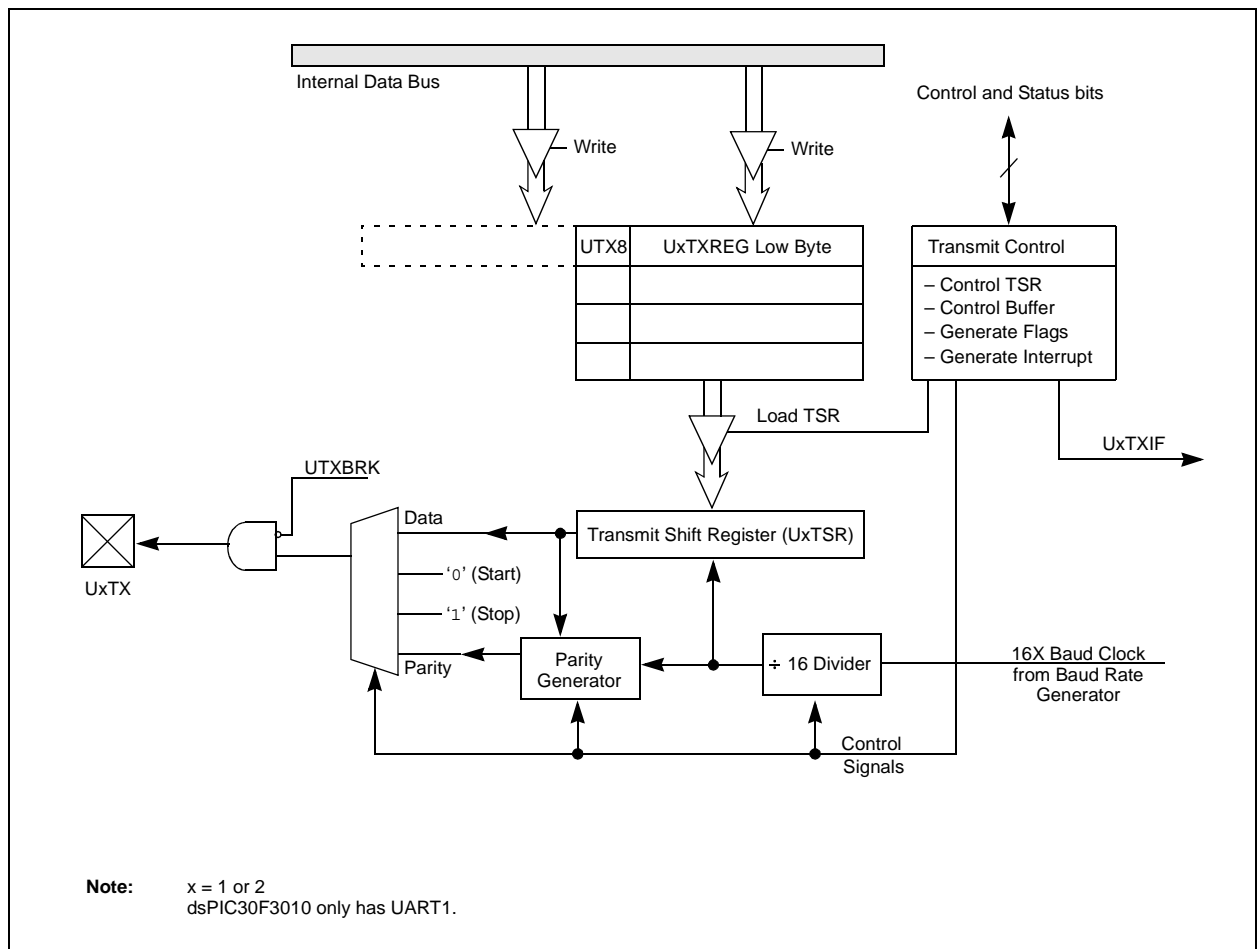 Internal Data Bus
Control and Status bits
Write
Write
UTX8
UxTXREG Low Byte
Transmit Control
– Control TSR
– Control Buffer
– Generate Flags
– Generate Interrupt
Load TSR
UxTXIF
UTXBRK
Data
Transmit Shift Register (UxTSR)
UxTX
‘0’ (Start)
‘1’ (Stop)
Parity
Parity
Generator
÷ 16 Divider
16X Baud Clock
from Baud Rate
Generator
Control
Signals
Note: x = 1 or 2
dsPIC30F3010 only has UART1.